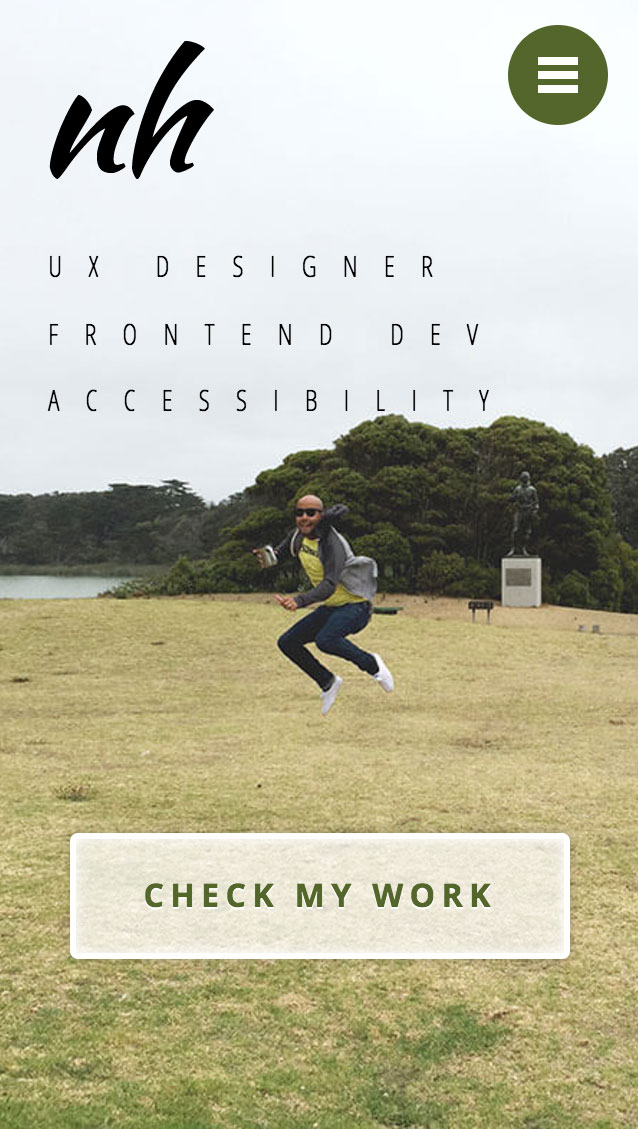 nh
UX DESIGNER
FRONTEND DEV
ACCESSIBILITY
CHECK MY WORK